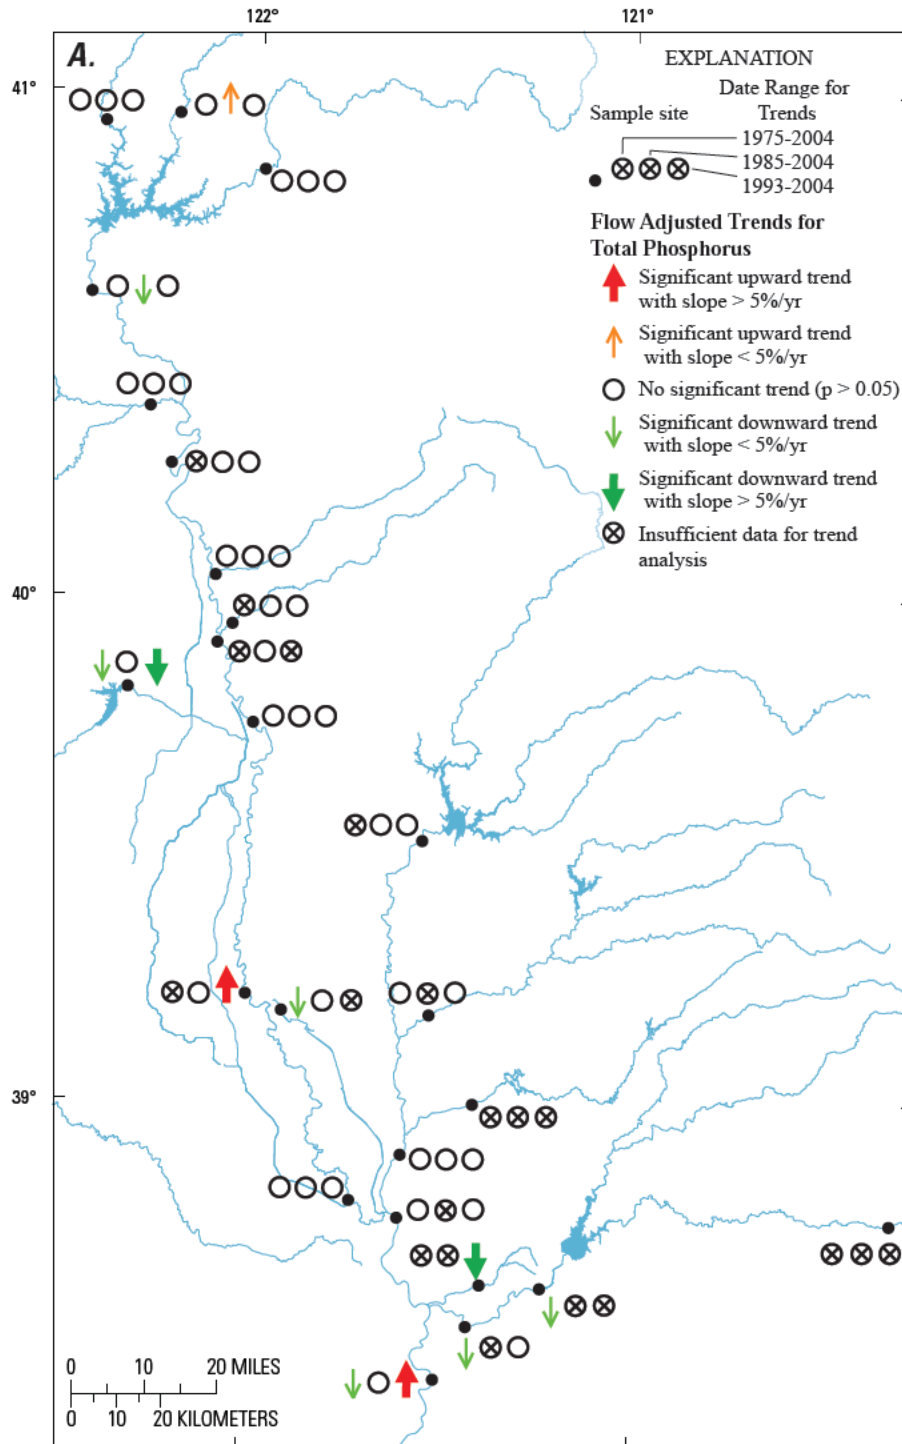 122°
121°
A.
41°
EXPLANATION
Date Range for
Trends
Sample site
1975-2004
1985-2004
1993-2004
Flow Adjusted Trends for
Total Phosphorus
Significant upward trend
with slope > 5%/yr
Significant upward trend
with slope < 5%/yr
No significant trend (p > 0.05)
Significant downward trend
with slope < 5%/yr
Significant downward trend
with slope > 5%/yr
Insufficient data for trend
analysis
40°
39°
0 10 20 MILES
0 10 20 KILOMETERS